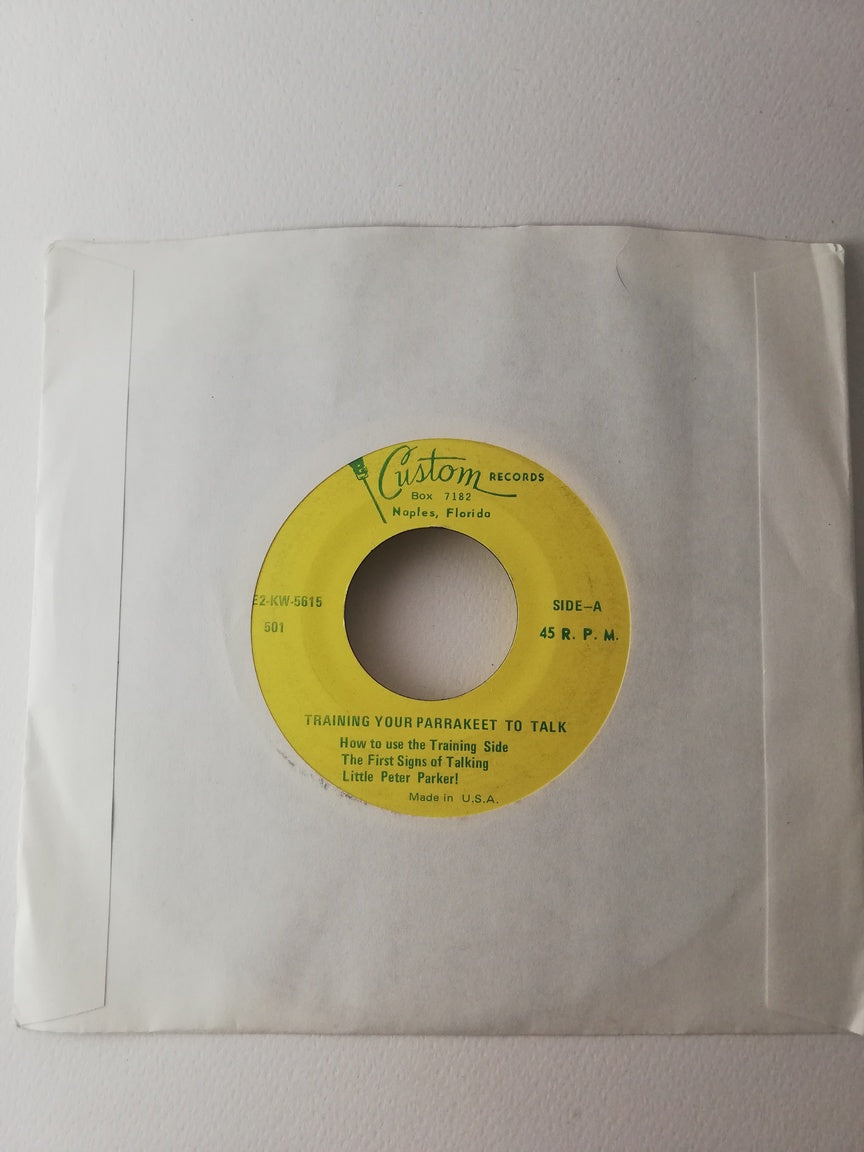 Custom RECORDS
Box 7182
Naples, Florida
E2-KW-5615
501
SIDE-A
45 R. P. M.
TRAINING YOUR PARRAKEET TO TALK
How to use the Training Side
The First Signs of Talking
Little Peter Parker!
Made in U.S.A.